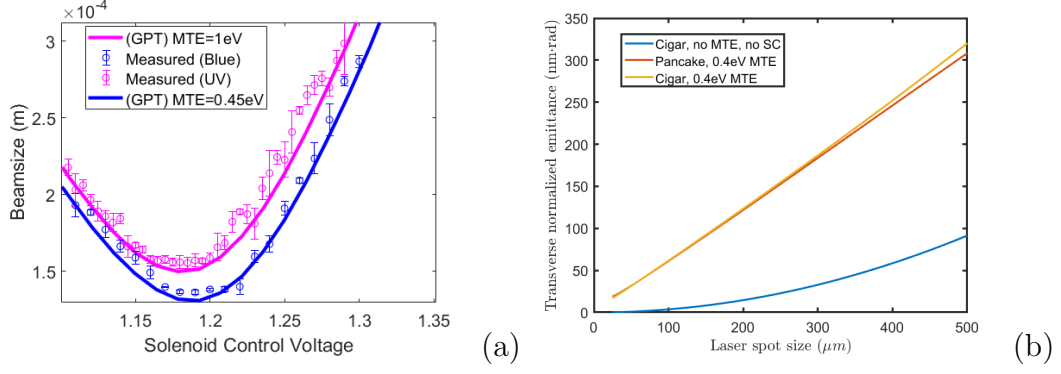 ×10⁻⁴
(GPT) MTE=1eV
Measured (Blue)
Measured (UV)
(GPT) MTE=0.45eV
Beamsize (m)
3
2.5
2
1.5
1.15
1.2
1.25
1.3
1.35
Solenoid Control Voltage
(a)
Cigar, no MTE, no SC
Pancake, 0.4eV MTE
Cigar, 0.4eV MTE
Transverse normalized emittance (nm·rad)
350
300
250
200
150
100
50
0
0
100
200
300
400
500
Laser spot size (μm)
(b)